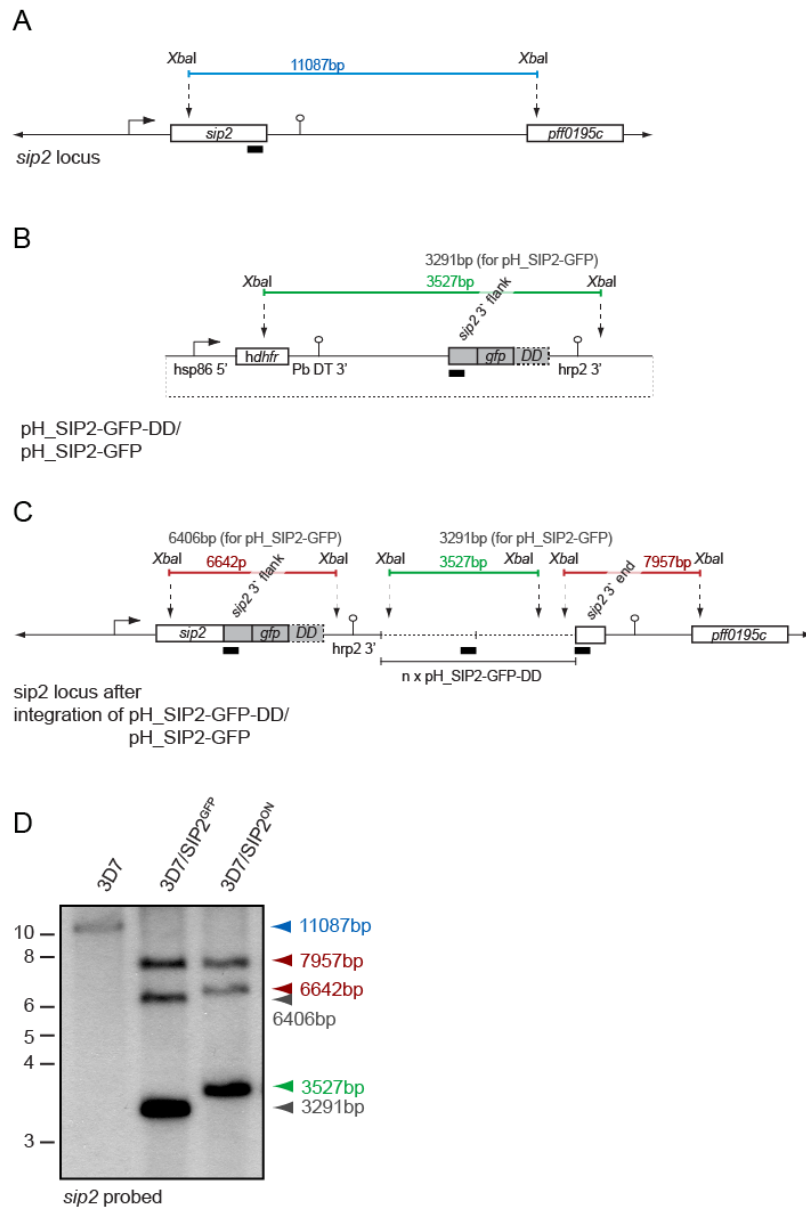 A
XbaI XbaI
11087bp
sip2 pff0195c
sip2 locus
B
3291bp (for pH_SIP2-GFP)
XbaI 3527bp XbaI
sip2 3` flank
hdhfr gfp DD
hsp86 5' Pb DT 3' hrp2 3'
pH_SIP2-GFP-DD/
pH_SIP2-GFP
C
6406bp (for pH_SIP2-GFP) 3291bp (for pH_SIP2-GFP)
XbaI 6642p XbaI XbaI 3527bp XbaI XbaI 7957bp XbaI
sip2 3` flank sip2 3` end
sip2 gfp DD pff0195c
hrp2 3'
n x pH_SIP2-GFP-DD
sip2 locus after
integration of pH_SIP2-GFP-DD/
pH_SIP2-GFP
D
3D7 3D7/SIP2GFP 3D7/SIP2ON
10 11087bp
8 7957bp
6642bp
6 6406bp
5
4
3527bp
3291bp
3
sip2 probed